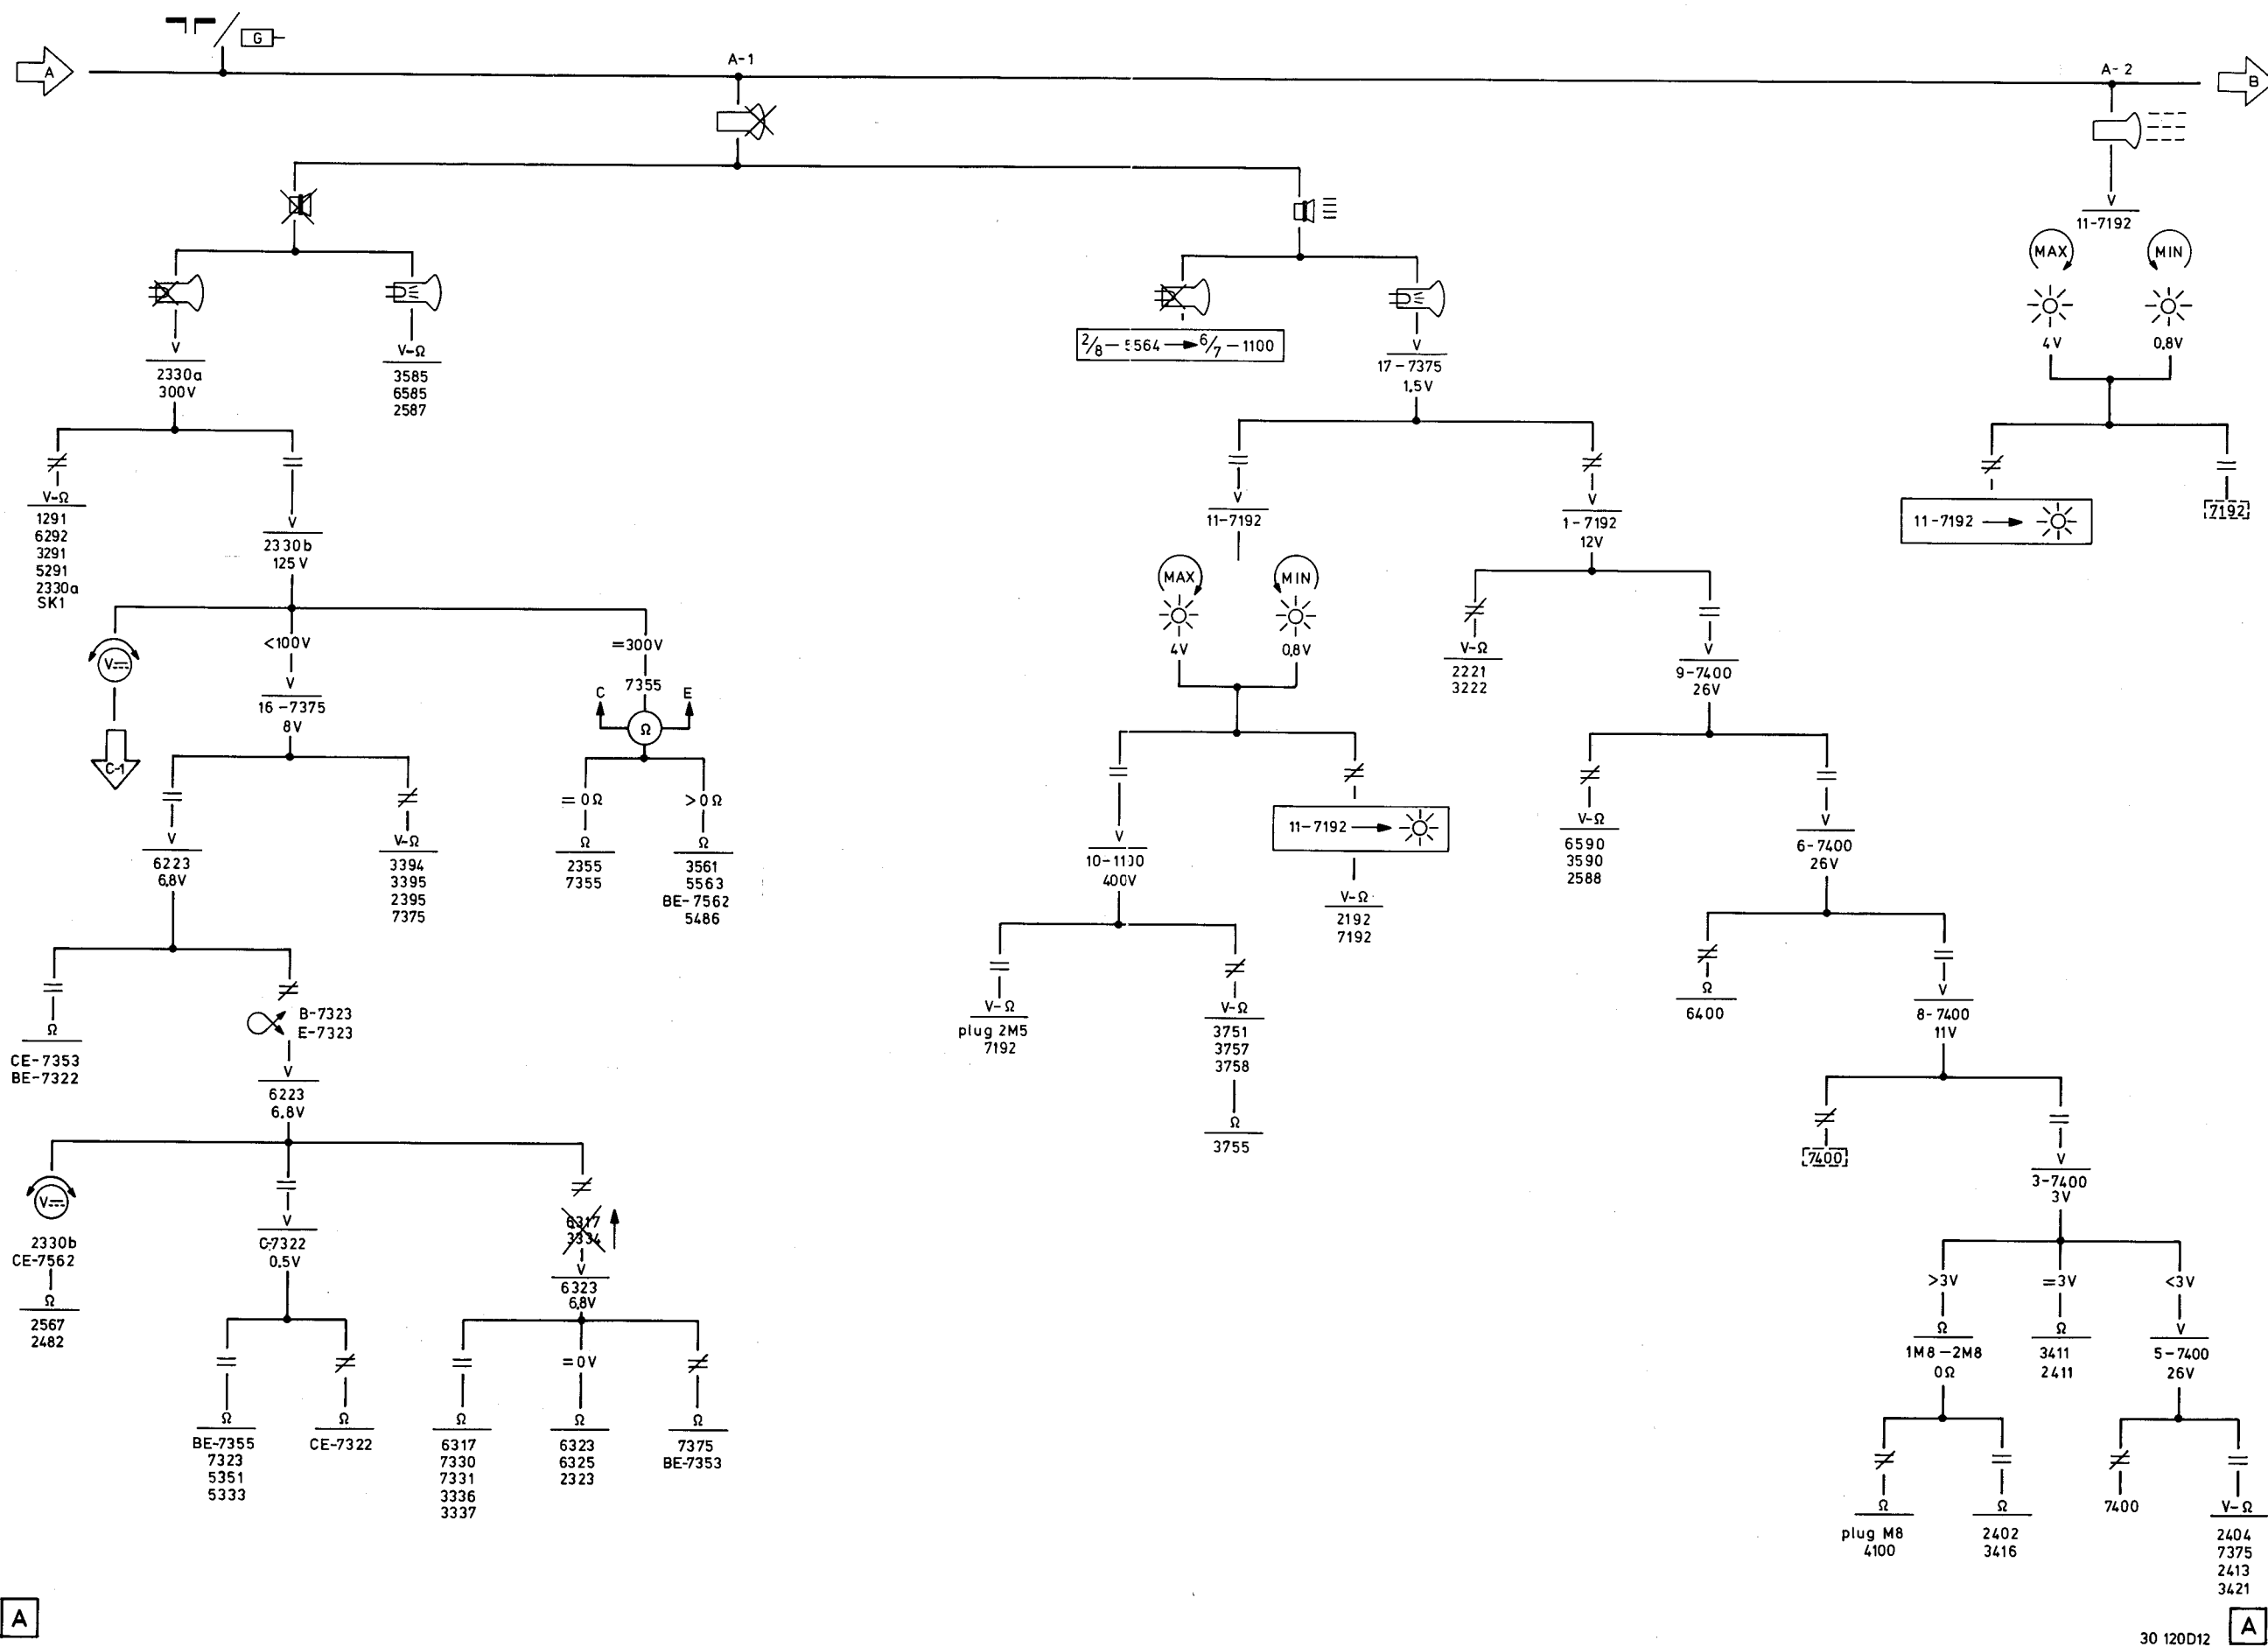 G
A
A-1
A-2
B
V
11-7192
MAX
MIN
4V
0,8V
11-7192
7192
V
2330a
300V
V-Ω
3585
6585
2587
V-Ω
1291
6292
3291
5291
2330a
SK1
V
2330b
125V
V
C-1
<100V
V
16-7375
8V
=300V
7355
C
E
Ω
=0Ω
Ω
2355
7355
>0Ω
Ω
3561
5563
BE-7562
5486
V
6223
6,8V
V-Ω
3394
3395
2395
7375
Ω
CE-7353
BE-7322
B-7323
E-7323
V
6223
6,8V
V
2330b
CE-7562
Ω
2567
2482
V
C-7322
0,5V
6317
3334
V
6323
6,8V
Ω
BE-7355
7323
5351
5333
Ω
CE-7322
Ω
6317
7330
7331
3336
3337
=0V
Ω
6323
6325
2323
Ω
7375
BE-7353
2/8-5564 6/7-1100
V
17-7375
1,5V
V
11-7192
MAX
MIN
4V
0,8V
V
10-1100
400V
11-7192
V-Ω
2192
7192
V-Ω
plug 2M5
7192
V-Ω
3751
3757
3758
Ω
3755
V
1-7192
12V
V-Ω
2221
3222
V
9-7400
26V
V-Ω
6590
3590
2588
V
6-7400
26V
Ω
6400
V
8-7400
11V
7400
V
3-7400
3V
>3V
Ω
1M8-2M8
0Ω
=3V
Ω
3411
2411
<3V
V
5-7400
26V
Ω
plug M8
4100
Ω
2402
3416
7400
V-Ω
2404
7375
2413
3421
A
30 120D12
A